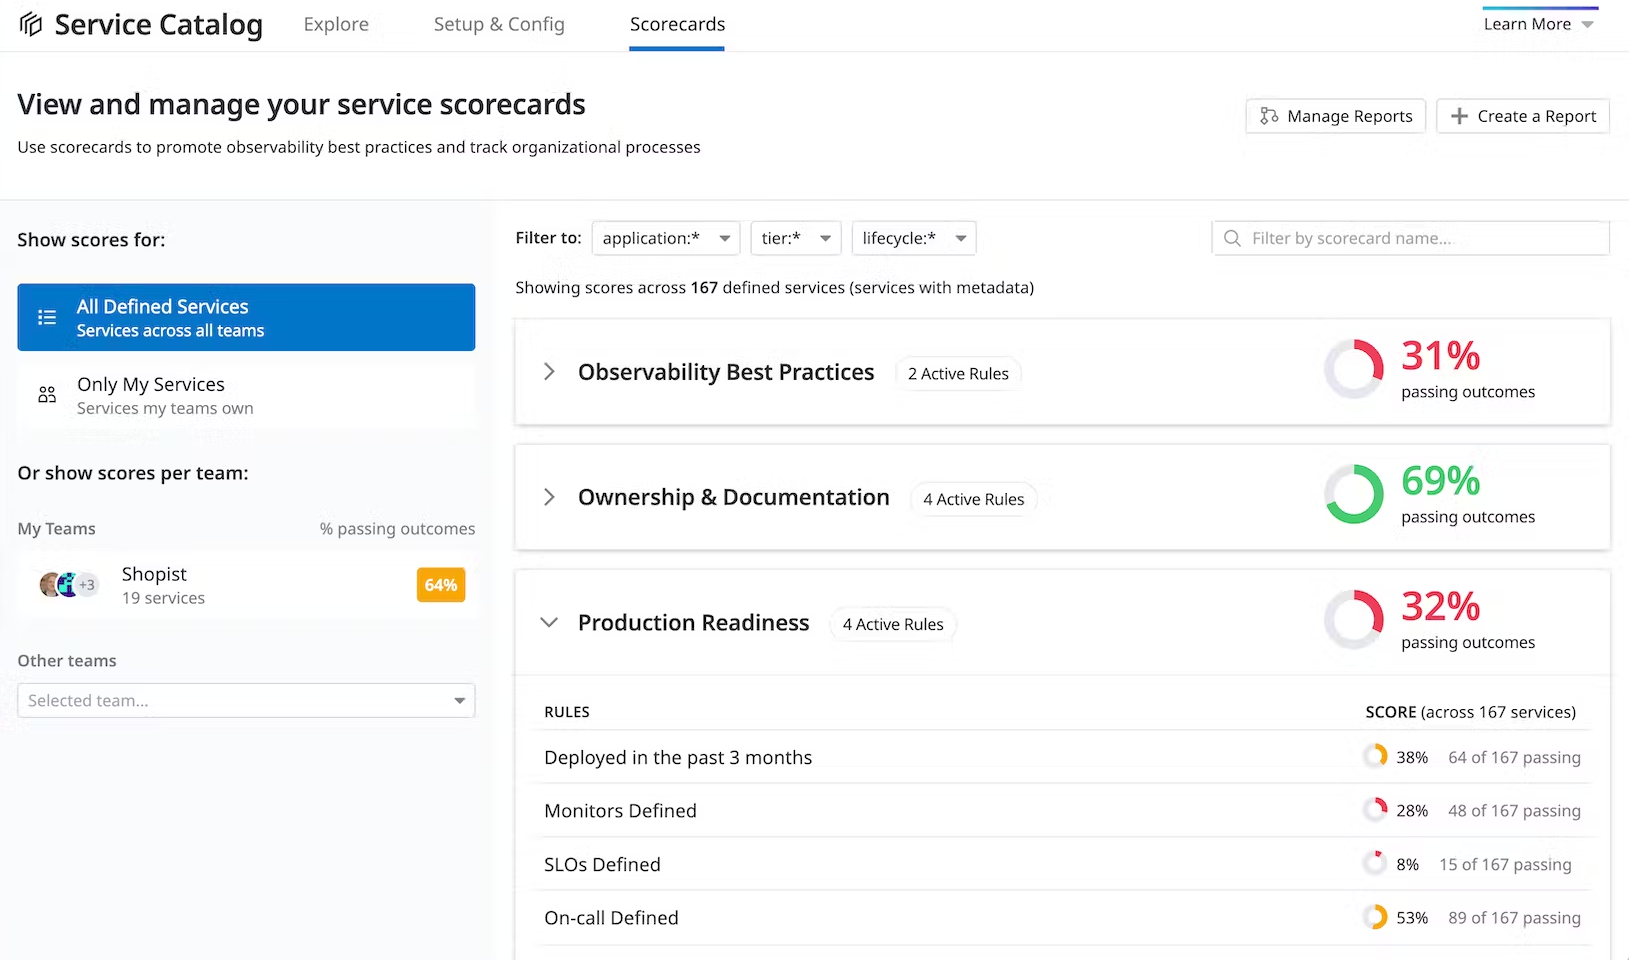 Service Catalog
Explore
Setup & Config
Scorecards
Learn More
View and manage your service scorecards
Use scorecards to promote observability best practices and track organizational processes
Manage Reports
Create a Report
Show scores for:
All Defined Services
Services across all teams
Only My Services
Services my teams own
Or show scores per team:
My Teams
% passing outcomes
+3
Shopist
19 services
64%
Other teams
Selected team...
Filter to:
application:*
tier:*
lifecycle:*
Filter by scorecard name...
Showing scores across 167 defined services (services with metadata)
Observability Best Practices
2 Active Rules
31%
passing outcomes
Ownership & Documentation
4 Active Rules
69%
passing outcomes
Production Readiness
4 Active Rules
32%
passing outcomes
RULES
SCORE (across 167 services)
Deployed in the past 3 months
38%
64 of 167 passing
Monitors Defined
28%
48 of 167 passing
SLOs Defined
8%
15 of 167 passing
On-call Defined
53%
89 of 167 passing